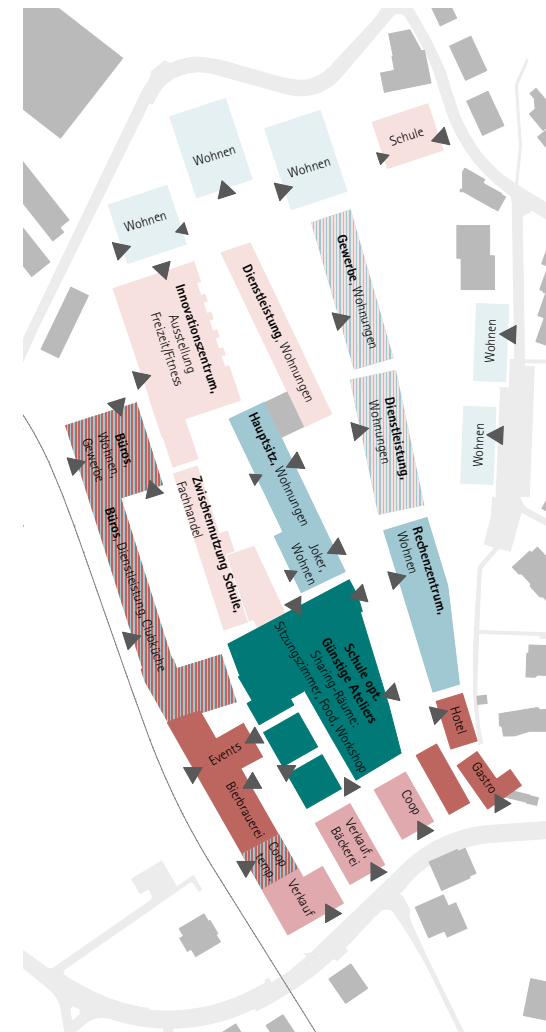 Schule
Wohnen
Wohnen
Wohnen
Gewerbe, Wohnungen
Dienstleistung, Wohnungen
Innovationszentrum,
Ausstellung
Freizeit/Fitness
Wohnen
Dienstleistung,
Wohnungen
Wohnen
Hauptsitz, Wohnungen
Büros,
Wohnen,
Gewerbe
Zwischennutzung Schule,
Fachhandel
Büros, Dienstleistung, Clubküche
Joker,
Wohnen
Rechenzentrum,
Wohnen
Schule opt.
Günstige Ateliers
Sharing-Räume:
Sitzungszimmer, Food, Workshop
Hotel
Events
Gastro
Bierbrauerei
Coop
Verkauf,
Bäckerei
Coop
temp.
Verkauf